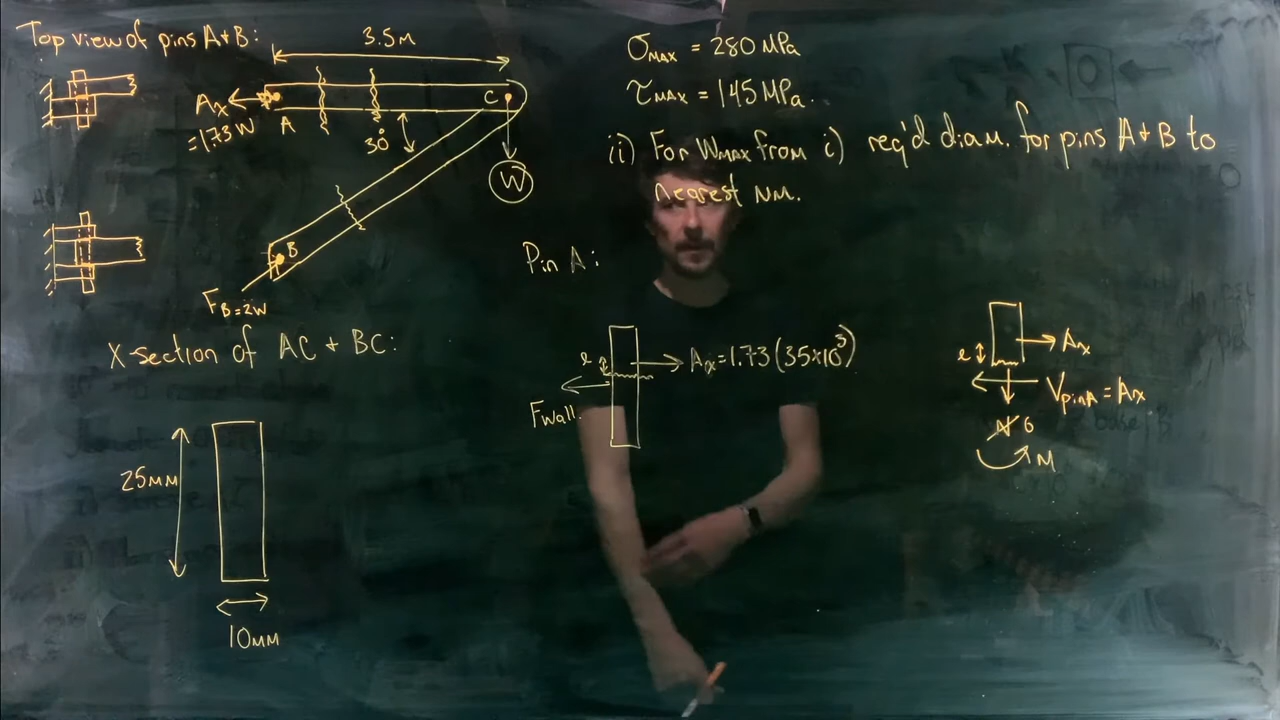 Top view of pins A+B:
3.5m
Ax
=1.73W
A
30°
C
W
B
FB=2W
σMAX = 280 MPa
τMAX = 145 MPa.
ii) For WMAX from i) req'd diam. for pins A+B to
nearest mm.
Pin A:
e
Ax=1.73(35x10³)
Fwall.
e
Ax
VpinA = Ax
N 0
M
X-section of AC + BC:
25mm
10mm